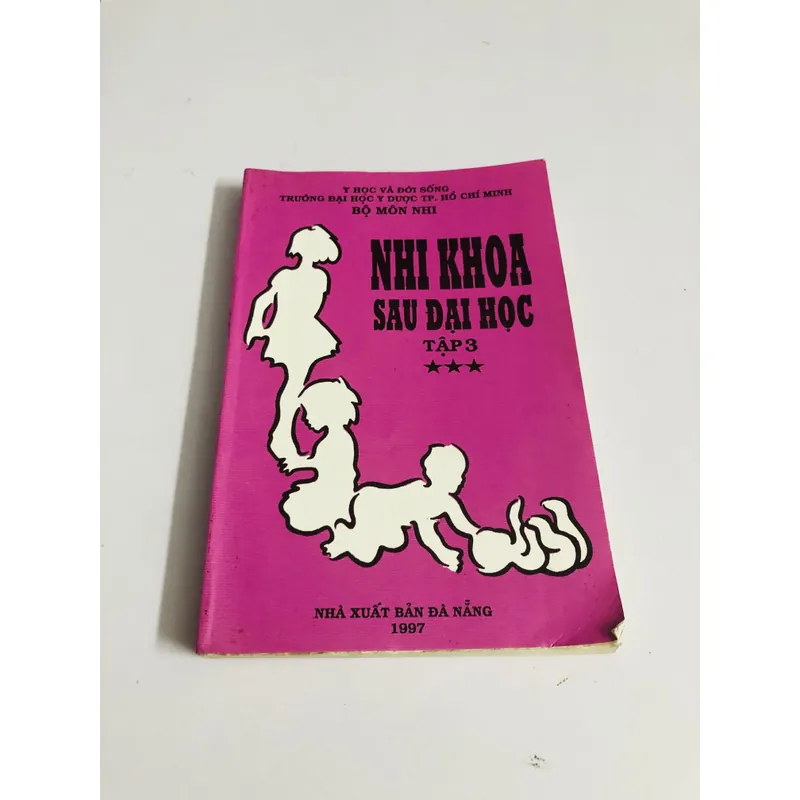 Y HỌC VÀ ĐỜI SỐNG
TRƯỜNG ĐẠI HỌC Y DƯỢC TP. HỒ CHÍ MINH
BỘ MÔN NHI
NHI KHOA
SAU ĐẠI HỌC
TẬP 3
★★★
NHÀ XUẤT BẢN ĐÀ NẴNG
1997